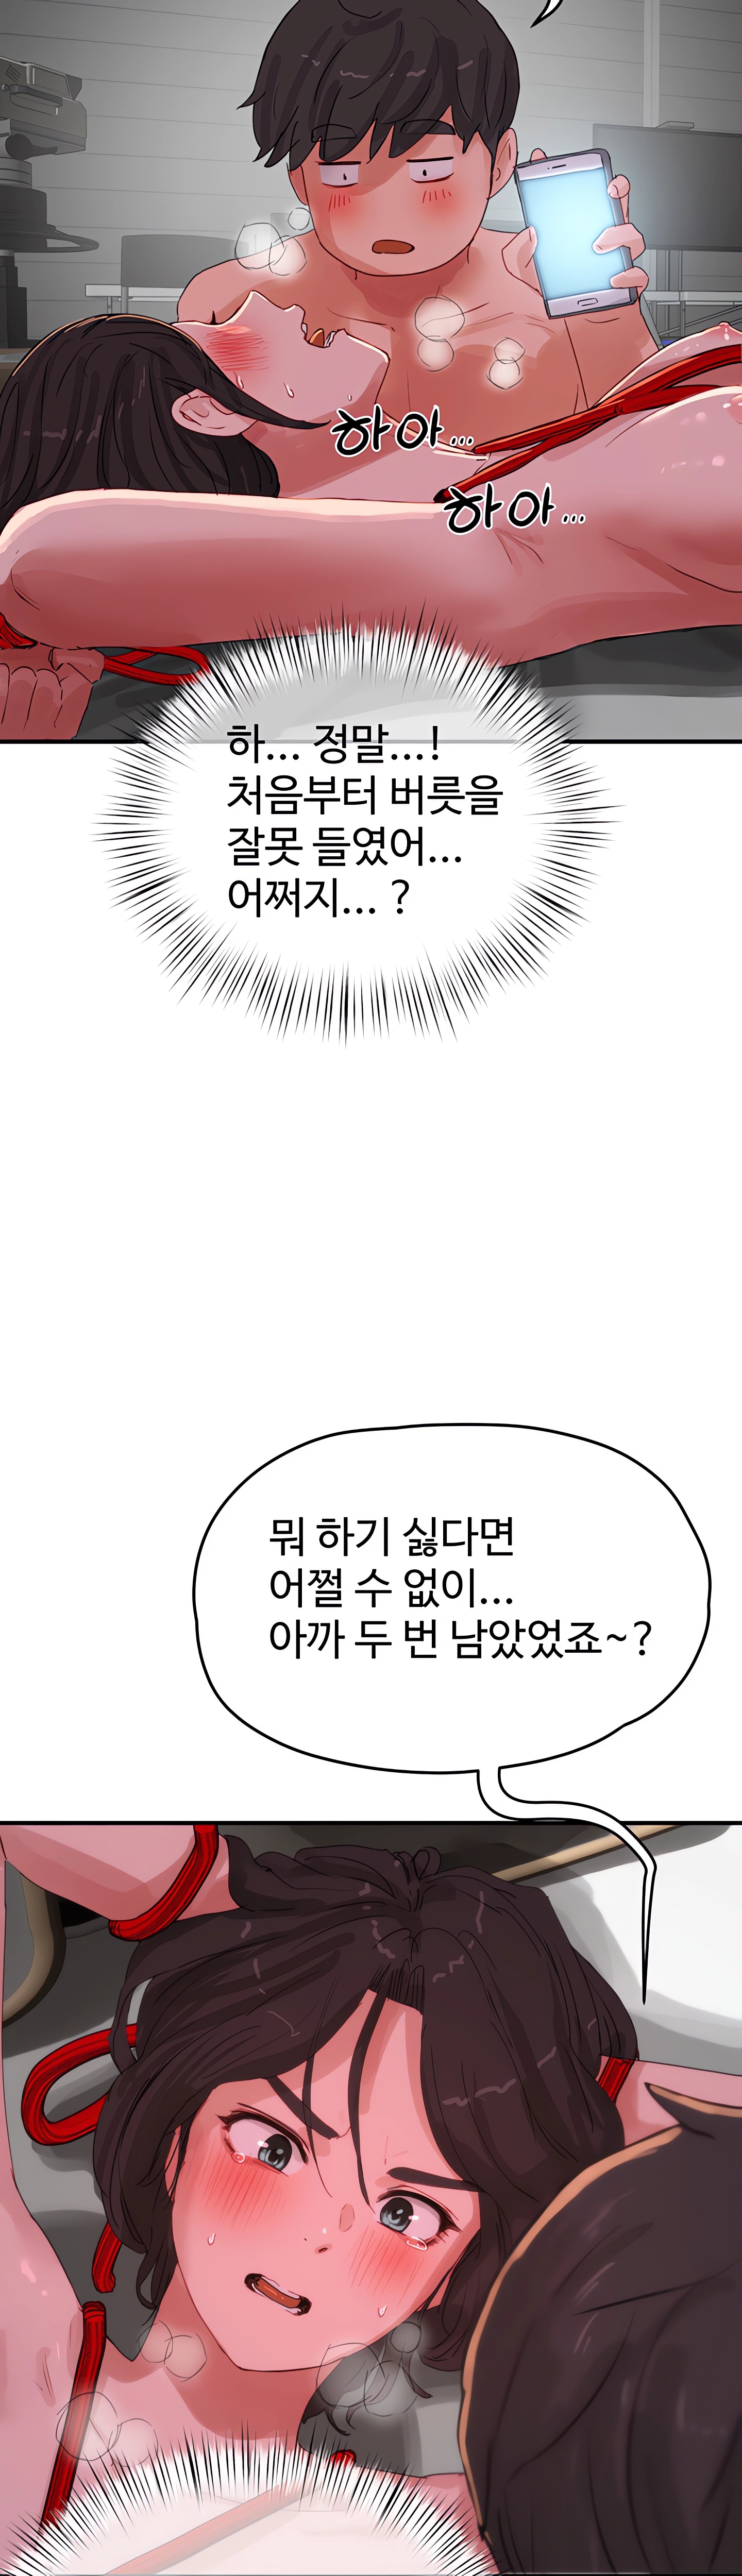 하아...
하아...
하... 정말...!
처음부터 버릇을
잘못 들였어...
어쩌지... ?
뭐 하기 싫다면
어쩔 수 없이...
아까 두 번 남았었죠~?